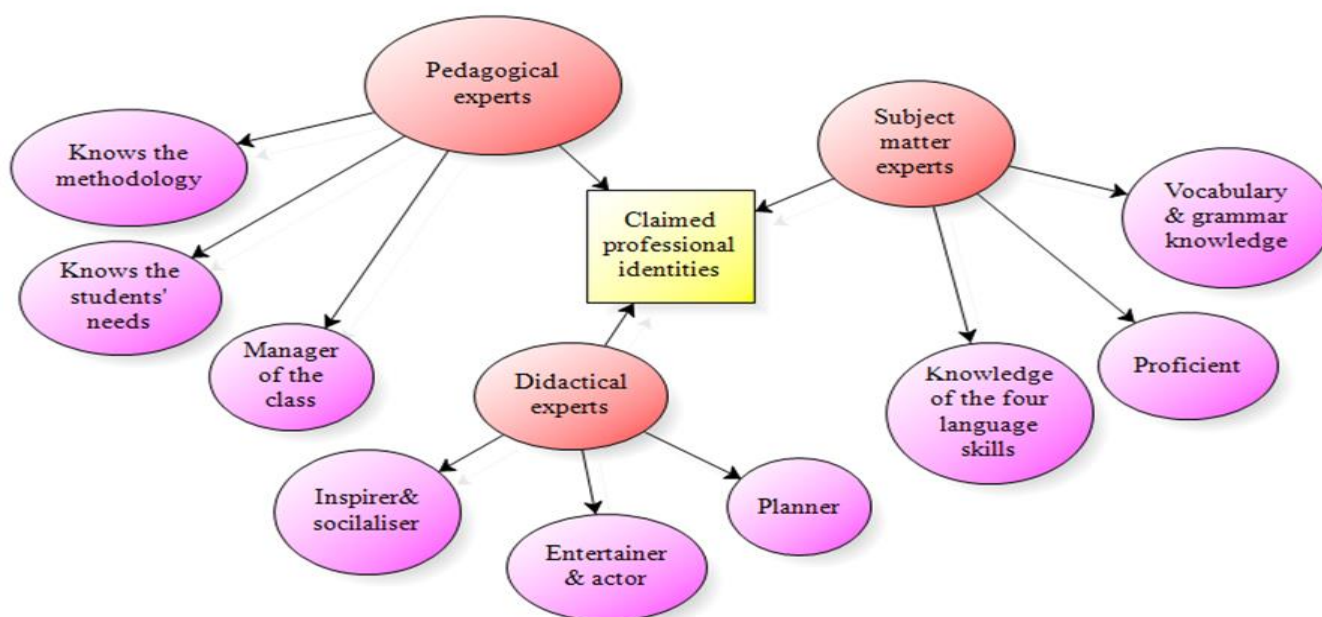 Pedagogical
experts
Subject
matter
experts
Knows the
methodology
Vocabulary
& grammar
knowledge
Claimed
professional
identities
Knows the
students'
needs
Manager
of the
class
Didactical
experts
Knowledge
of the four
language
skills
Proficient
Inspirer&
socilaliser
Entertainer
& actor
Planner